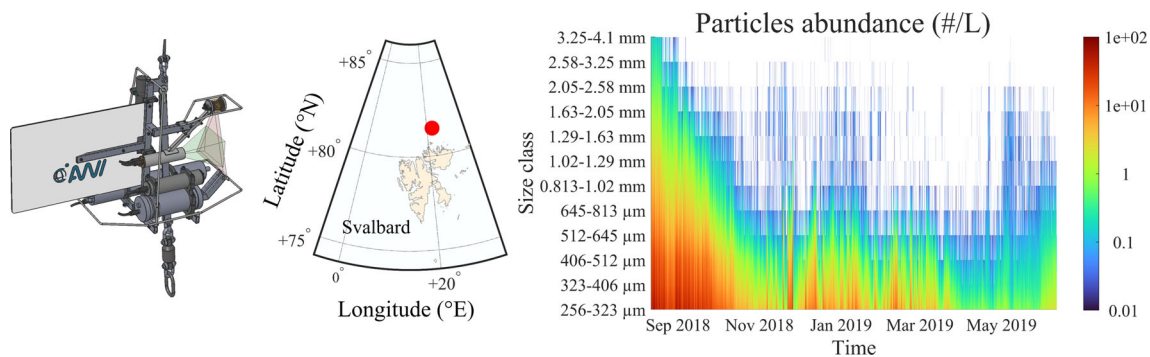 ANI
+85°
+80°
+75°
Latitude (°N)
Svalbard
0
+20°
Longitude (°E)
Particles abundance (#/L)
Size class
3.25-4.1 mm
2.58-3.25 mm
2.05-2.58 mm
1.63-2.05 mm
1.29-1.63 mm
1.02-1.29 mm
0.813-1.02 mm
645-813 µm
512-645 µm
406-512 µm
323-406 µm
256-323 µm
Sep 2018 Nov 2018 Jan 2019 Mar 2019 May 2019
Time
1e+02
1e+01
1
0.1
0.01